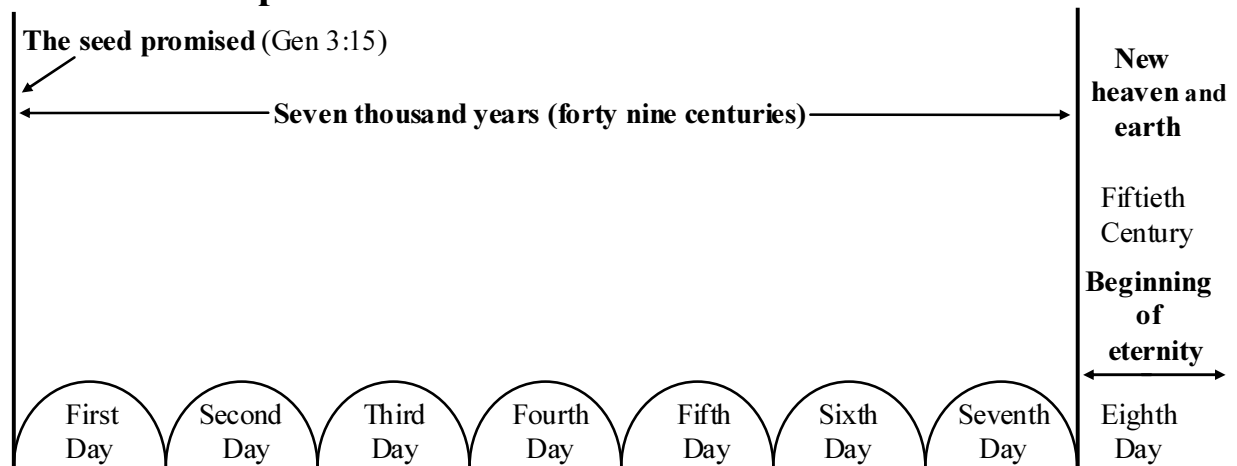 The seed promised (Gen 3:15)
Seven thousand years (forty nine centuries)
New
heaven and
earth
Fiftieth
Century
Beginning
of
eternity
First
Day
Second
Day
Third
Day
Fourth
Day
Fifth
Day
Sixth
Day
Seventh
Day
Eighth
Day